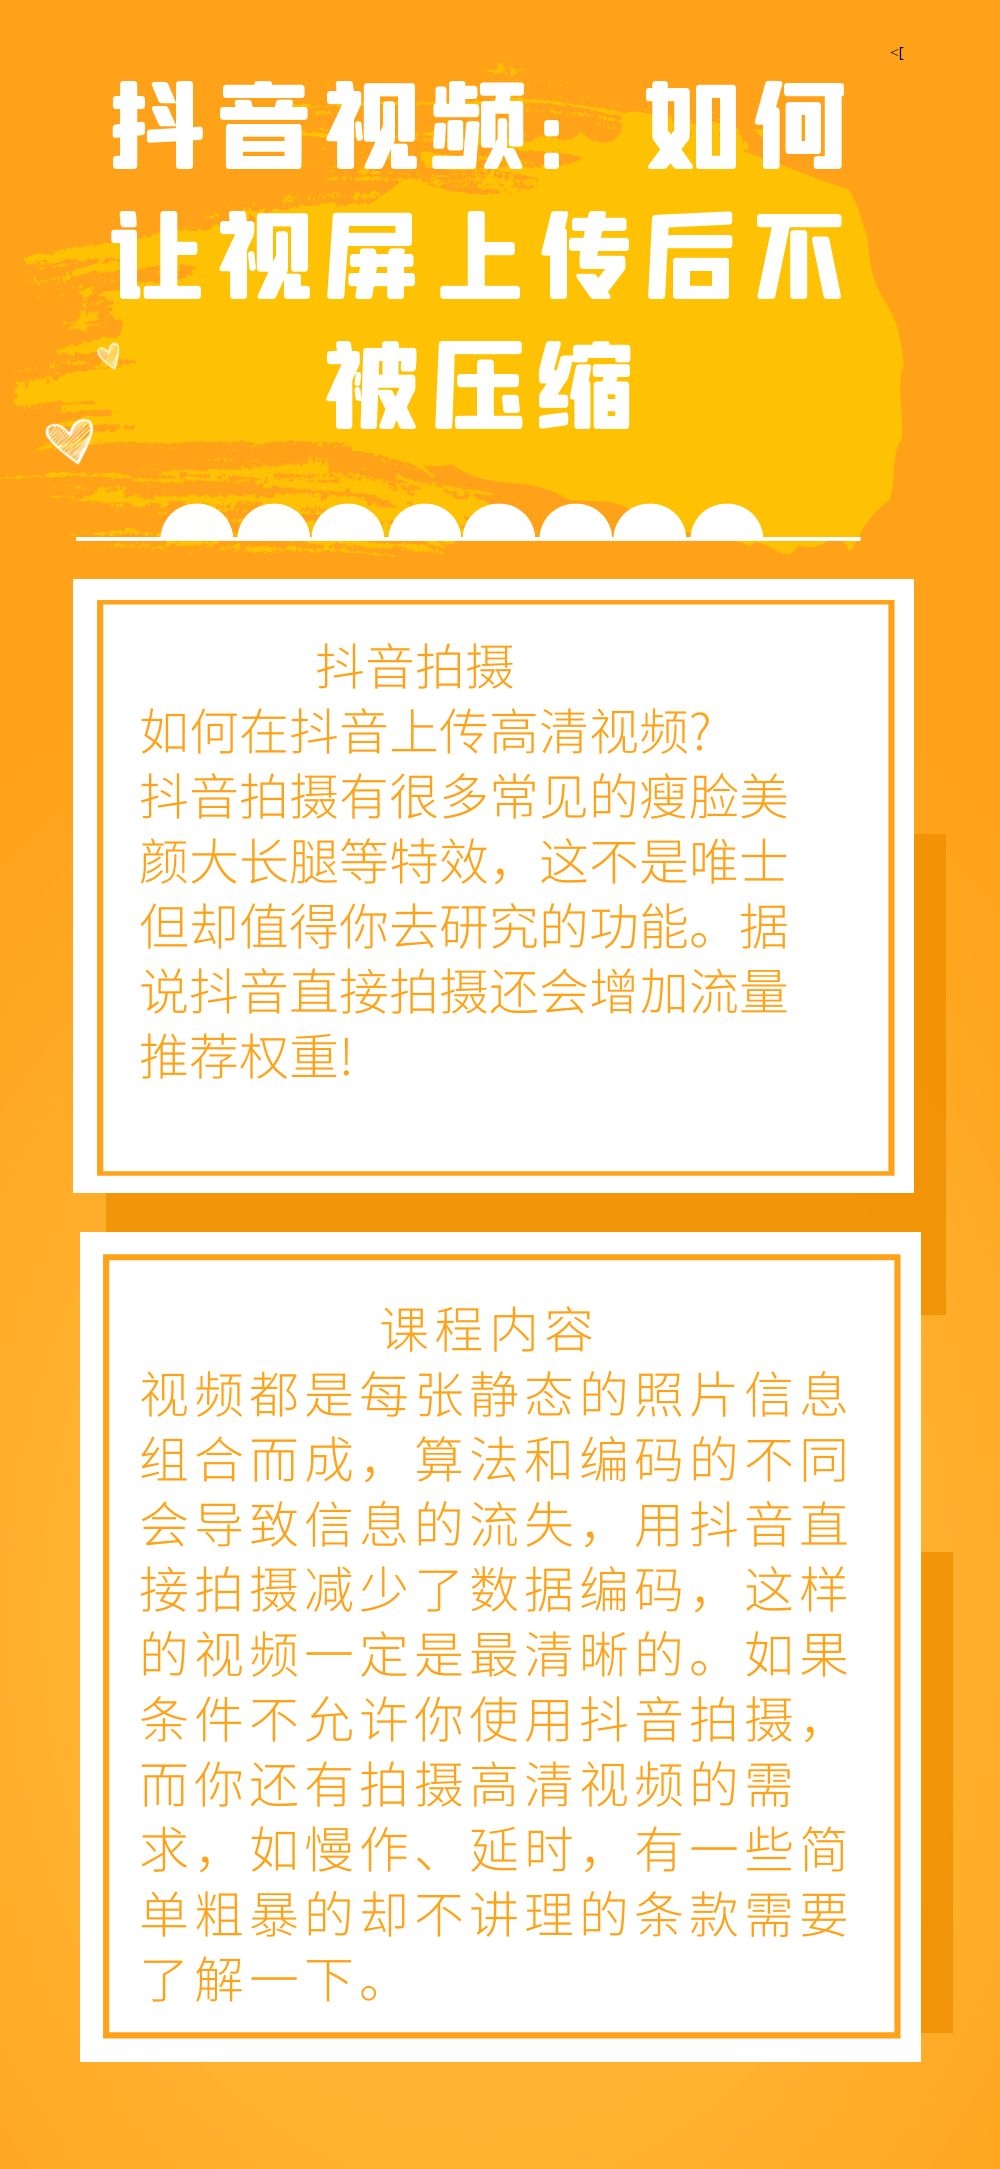 <[
抖音视频：如何
让视屏上传后不
被压缩
抖音拍摄
如何在抖音上传高清视频?
抖音拍摄有很多常见的瘦脸美
颜大长腿等特效，这不是唯士
但却值得你去研究的功能。据
说抖音直接拍摄还会增加流量
推荐权重!
课程内容
视频都是每张静态的照片信息
组合而成，算法和编码的不同
会导致信息的流失，用抖音直
接拍摄减少了数据编码，这样
的视频一定是最清晰的。如果
条件不允许你使用抖音拍摄，
而你还有拍摄高清视频的需
求，如慢作、延时，有一些简
单粗暴的却不讲理的条款需要
了解一下。